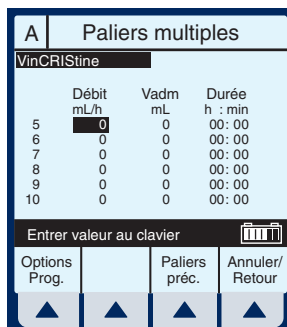 A Paliers multiples
VinCRIStine
Débit Vadm Durée
mL/h mL h : min
5 0 0 00: 00
6 0 0 00: 00
7 0 0 00: 00
8 0 0 00: 00
9 0 0 00: 00
10 0 0 00: 00
Entrer valeur au clavier
Options Paliers Annuler/
Prog. préc. Retour